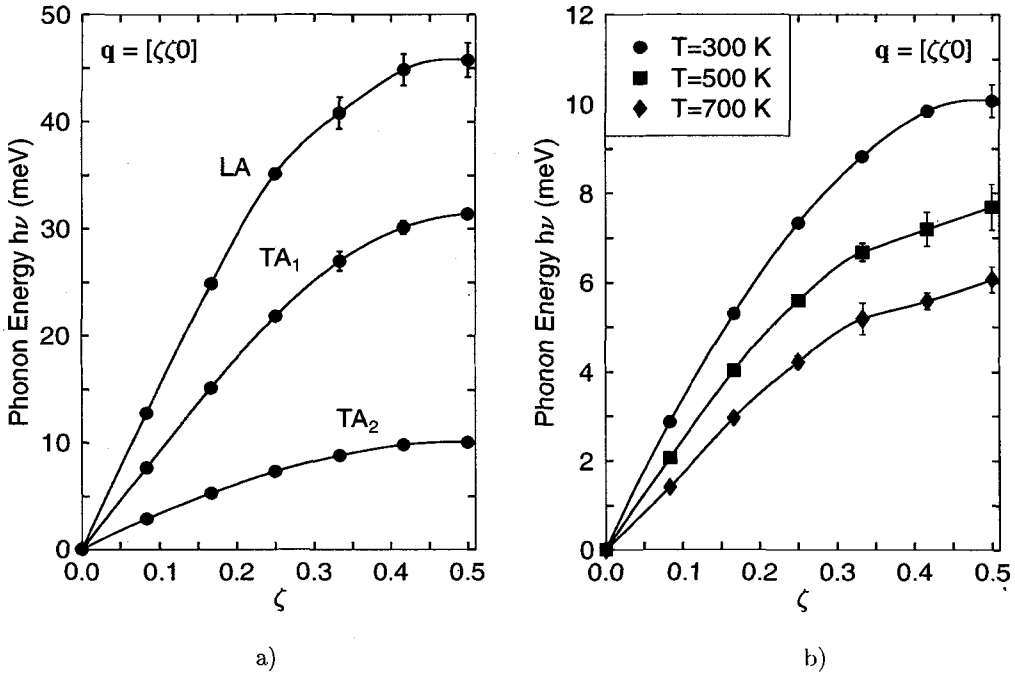 50
40
30
20
10
0
Phonon Energy hν (meV)
q = [ζζ0]
LA
TA₁
TA₂
0.0 0.1 0.2 0.3 0.4 0.5
ζ
a)
12
10
8
6
4
2
0
Phonon Energy hν (meV)
T=300 K
T=500 K
T=700 K
q = [ζζ0]
0.0 0.1 0.2 0.3 0.4 0.5
ζ
b)